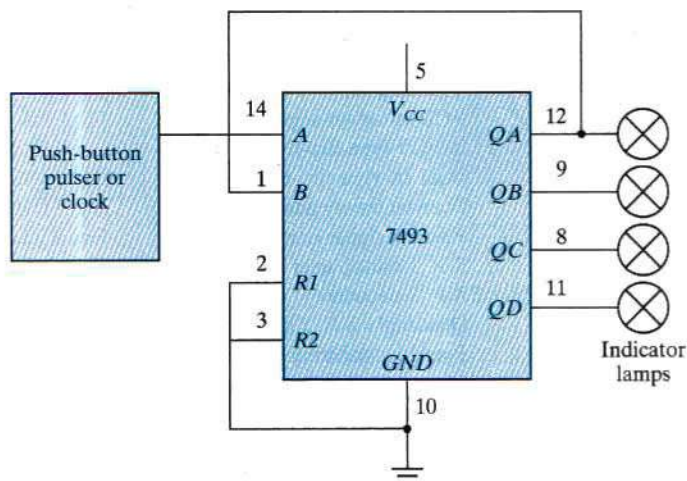 5
14
V_CC
12
Push-button
pulser or
clock
A
QA
1
9
B
QB
7493
2
8
R1
QC
3
11
R2
QD
GND
Indicator
lamps
10